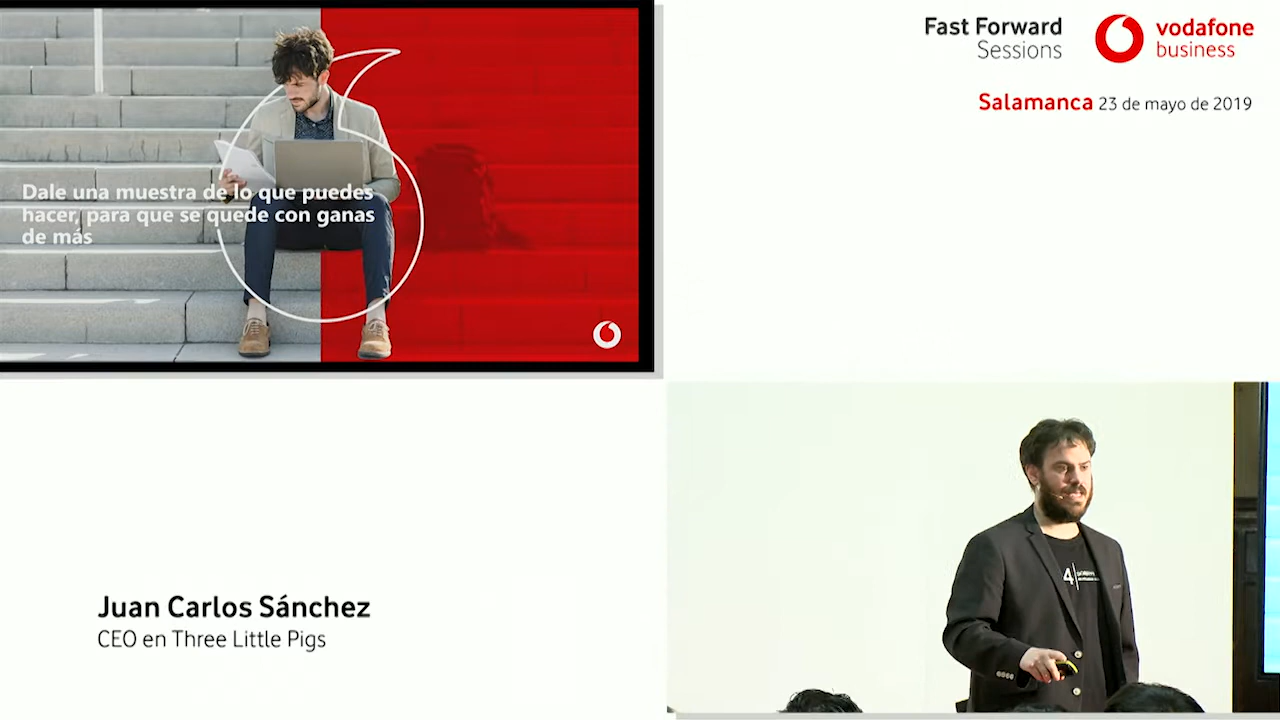 Dale una muestra de lo que puedes
hacer, para que se quede con ganas
de más
Fast Forward
Sessions
vodafone
business
Salamanca 23 de mayo de 2019
Juan Carlos Sánchez
CEO en Three Little Pigs
4